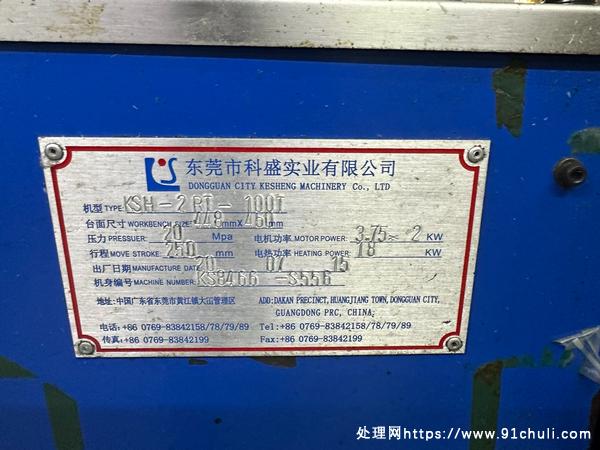 东莞市科盛实业有限公司
DONGGUAN CITY KESHENG MACHINERY Co., LTD
机型 TYPE: KSH-2RT-100T
台面尺寸 WORKBENCH SIZE: 448 mm X 460 mm
压力 PRESSUER: 20 Mpa 电机功率: MOTOR POWER: 3.75×2 KW
行程 MOVE STROKE: 250 mm 电热功率 HEATING POWER: 18 KW
出厂日期 MANUFACTURE DATE: 20 07 15
机身编号 MACHINE NUMBER: KS8466-S556
地址: 中国广东省东莞市黄江镇大冚管理区 ADD: DAKAN PRECINCT, HUANGJIANG TOWN, DONGGUAN CITY,
GUANGDONG PRC, CHINA;
电话: +86 0769-83842158/78/79/89 Tel: +86 0769-83842158/78/79/89
传真: +86 0769-83842199 Fax: +86 0769-83842199
处理网https://www.91chuli.com